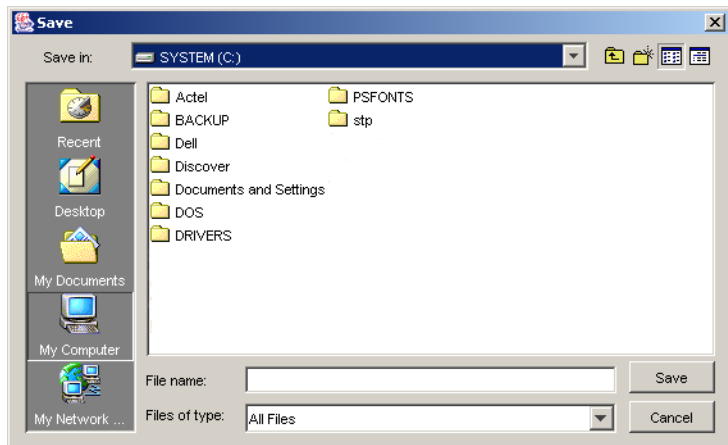 Save
Save in: SYSTEM (C:)
Recent
Desktop
My Documents
My Computer
My Network ...
Actel
BACKUP
Dell
Discover
Documents and Settings
DOS
DRIVERS
PSFONTS
stp
File name:
Save
Files of type: All Files
Cancel